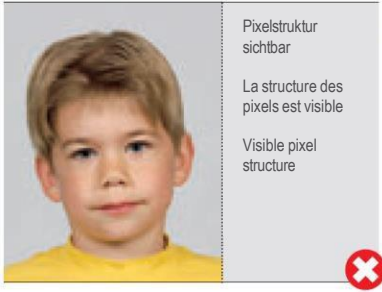 Pixelstruktur
sichtbar
La structure des
pixels est visible
Visible pixel
structure